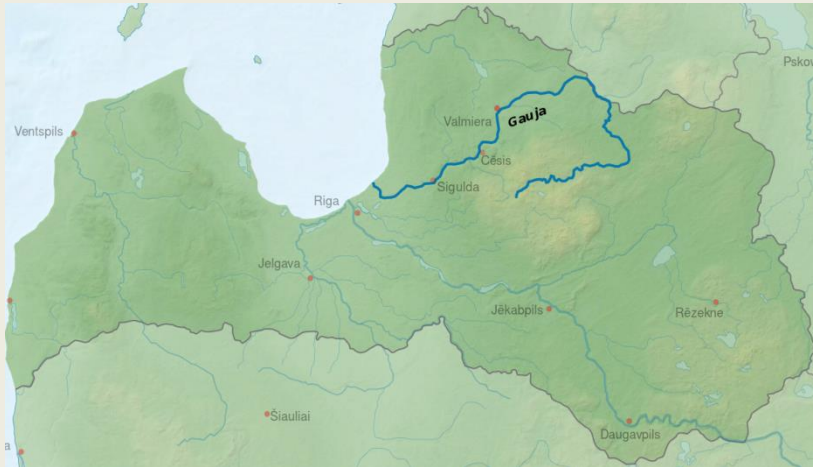 Pskov
Ventspils
Valmiera
Gauja
Cēsis
Sigulda
Riga
Jelgava
Jēkabpils
Rēzekne
Šiauliai
Daugavpils
a